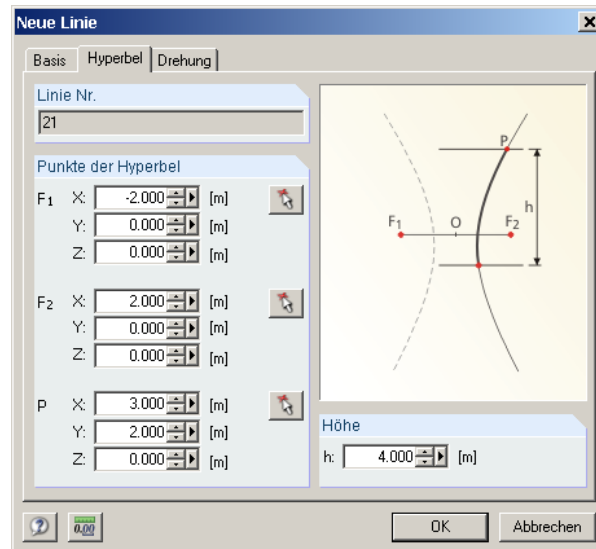 Neue Linie
Basis Hyperbel Drehung
Linie Nr.
21
Punkte der Hyperbel
F1 X: -2.000 [m]
Y: 0.000 [m]
Z: 0.000 [m]
F2 X: 2.000 [m]
Y: 0.000 [m]
Z: 0.000 [m]
P X: 3.000 [m]
Y: 2.000 [m]
Z: 0.000 [m]
P
h
F1 O F2
Höhe
h: 4.000 [m]
0.00
OK Abbrechen